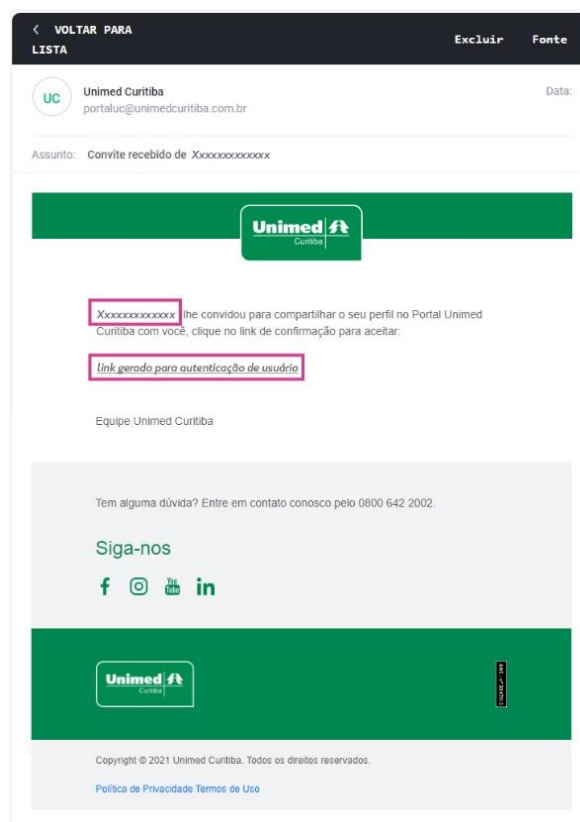 < VOLTAR PARA
LISTA
Excluir Fonte
UC
Unimed Curitiba
portaluc@unimedcuritiba.com.br
Data:
Assunto: Convite recebido de Xxxxxxxxxxxxx
Unimed
Curitiba
Xxxxxxxxxxxxx lhe convidou para compartilhar o seu perfil no Portal Unimed
Curitiba com você, clique no link de confirmação para aceitar:
link gerado para autenticação de usuário
Equipe Unimed Curitiba
Tem alguma dúvida? Entre em contato conosco pelo 0800 642 2002.
Siga-nos
f You Tube in
Unimed
Curitiba
Copyright © 2021 Unimed Curitiba. Todos os direitos reservados.
Política de Privacidade Termos de Uso